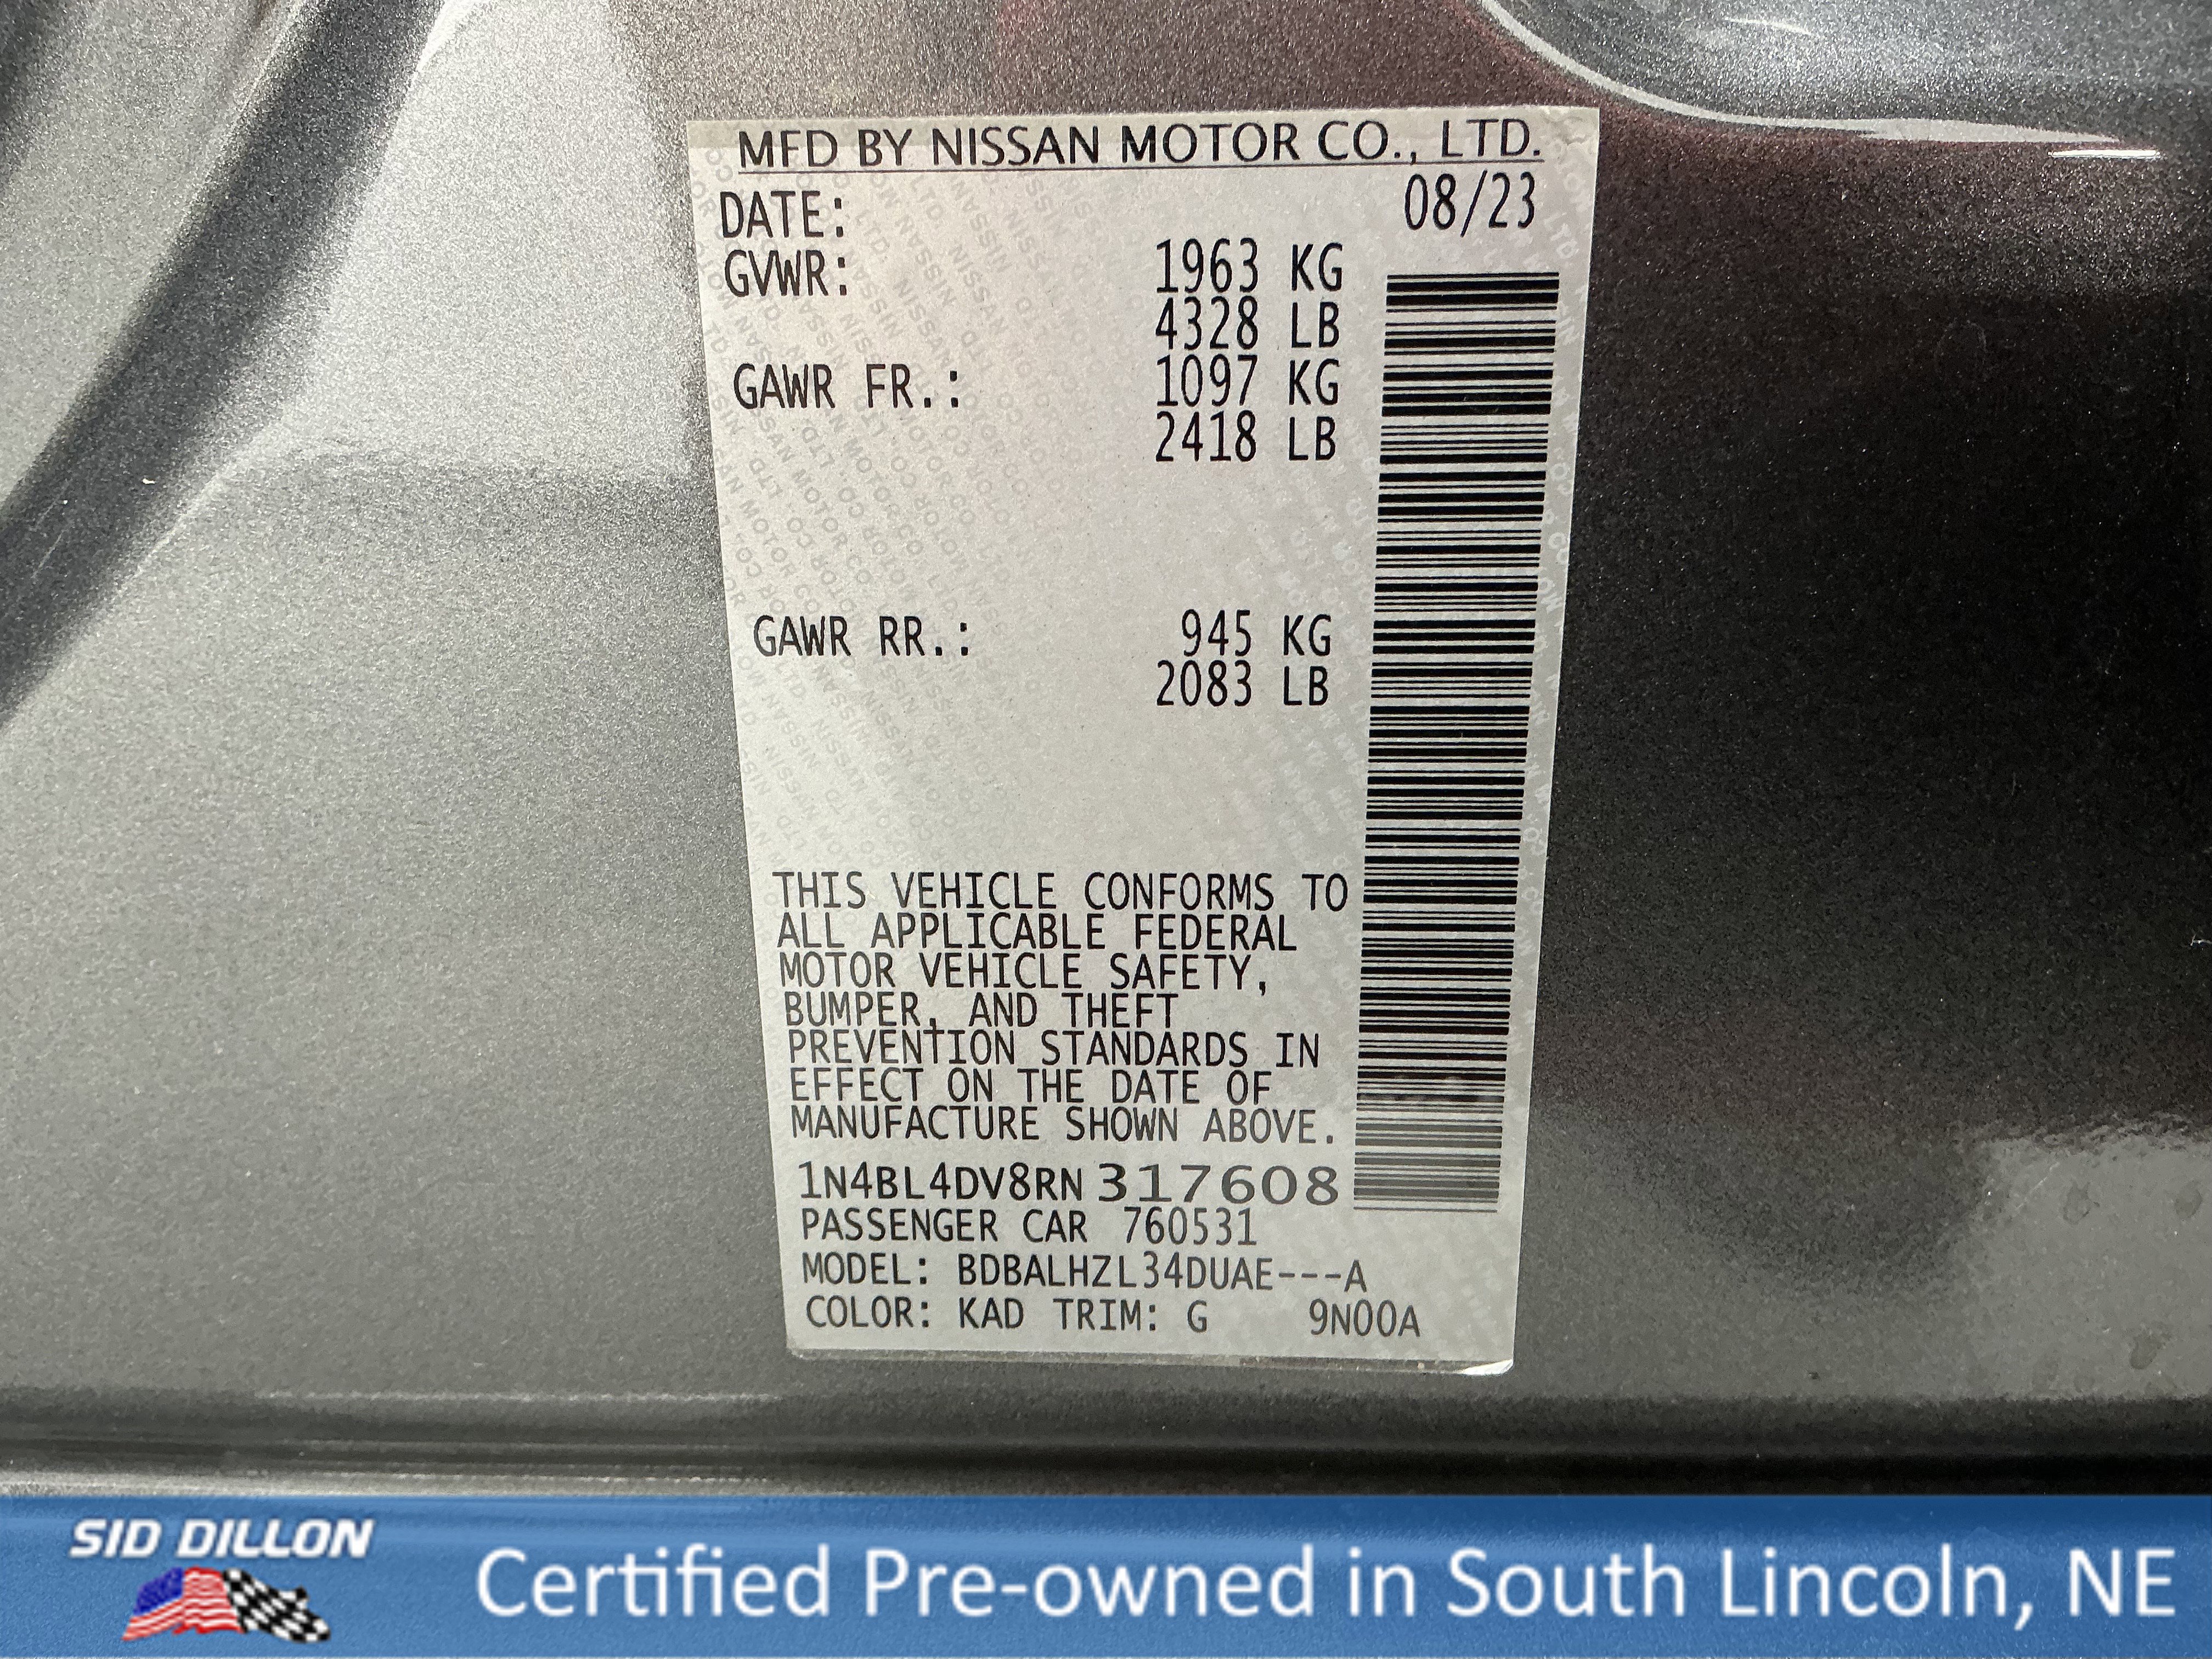 MFD BY NISSAN MOTOR CO., LTD.
DATE: 08/23
GVWR: 1963 KG
4328 LB
GAWR FR.: 1097 KG
2418 LB
GAWR RR.: 945 KG
2083 LB
THIS VEHICLE CONFORMS TO
ALL APPLICABLE FEDERAL
MOTOR VEHICLE SAFETY,
BUMPER, AND THEFT
PREVENTION STANDARDS IN
EFFECT ON THE DATE OF
MANUFACTURE SHOWN ABOVE.
1N4BL4DV8RN317608
PASSENGER CAR 760531
MODEL: BDBALHZL34DUAE---A
COLOR: KAD TRIM: G 9N00A
SID DILLON
Certified Pre-owned in South Lincoln, NE